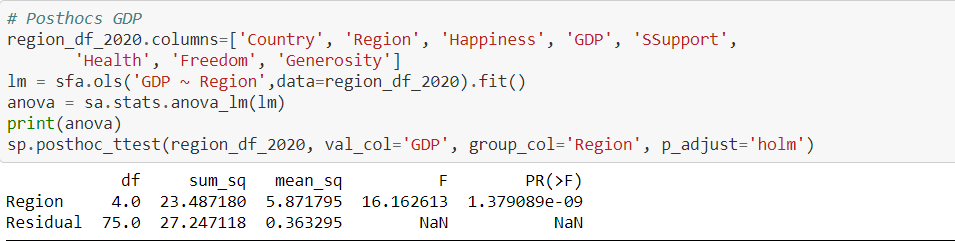 # Posthocs GDP
region_df_2020.columns=['Country', 'Region', 'Happiness', 'GDP', 'SSupport',
'Health', 'Freedom', 'Generosity']
lm = sfa.ols('GDP ~ Region',data=region_df_2020).fit()
anova = sa.stats.anova_lm(lm)
print(anova)
sp.posthoc_ttest(region_df_2020, val_col='GDP', group_col='Region', p_adjust='holm')
df sum_sq mean_sq F PR(>F)
Region 4.0 23.487180 5.871795 16.162613 1.379089e-09
Residual 75.0 27.247118 0.363295 NaN NaN